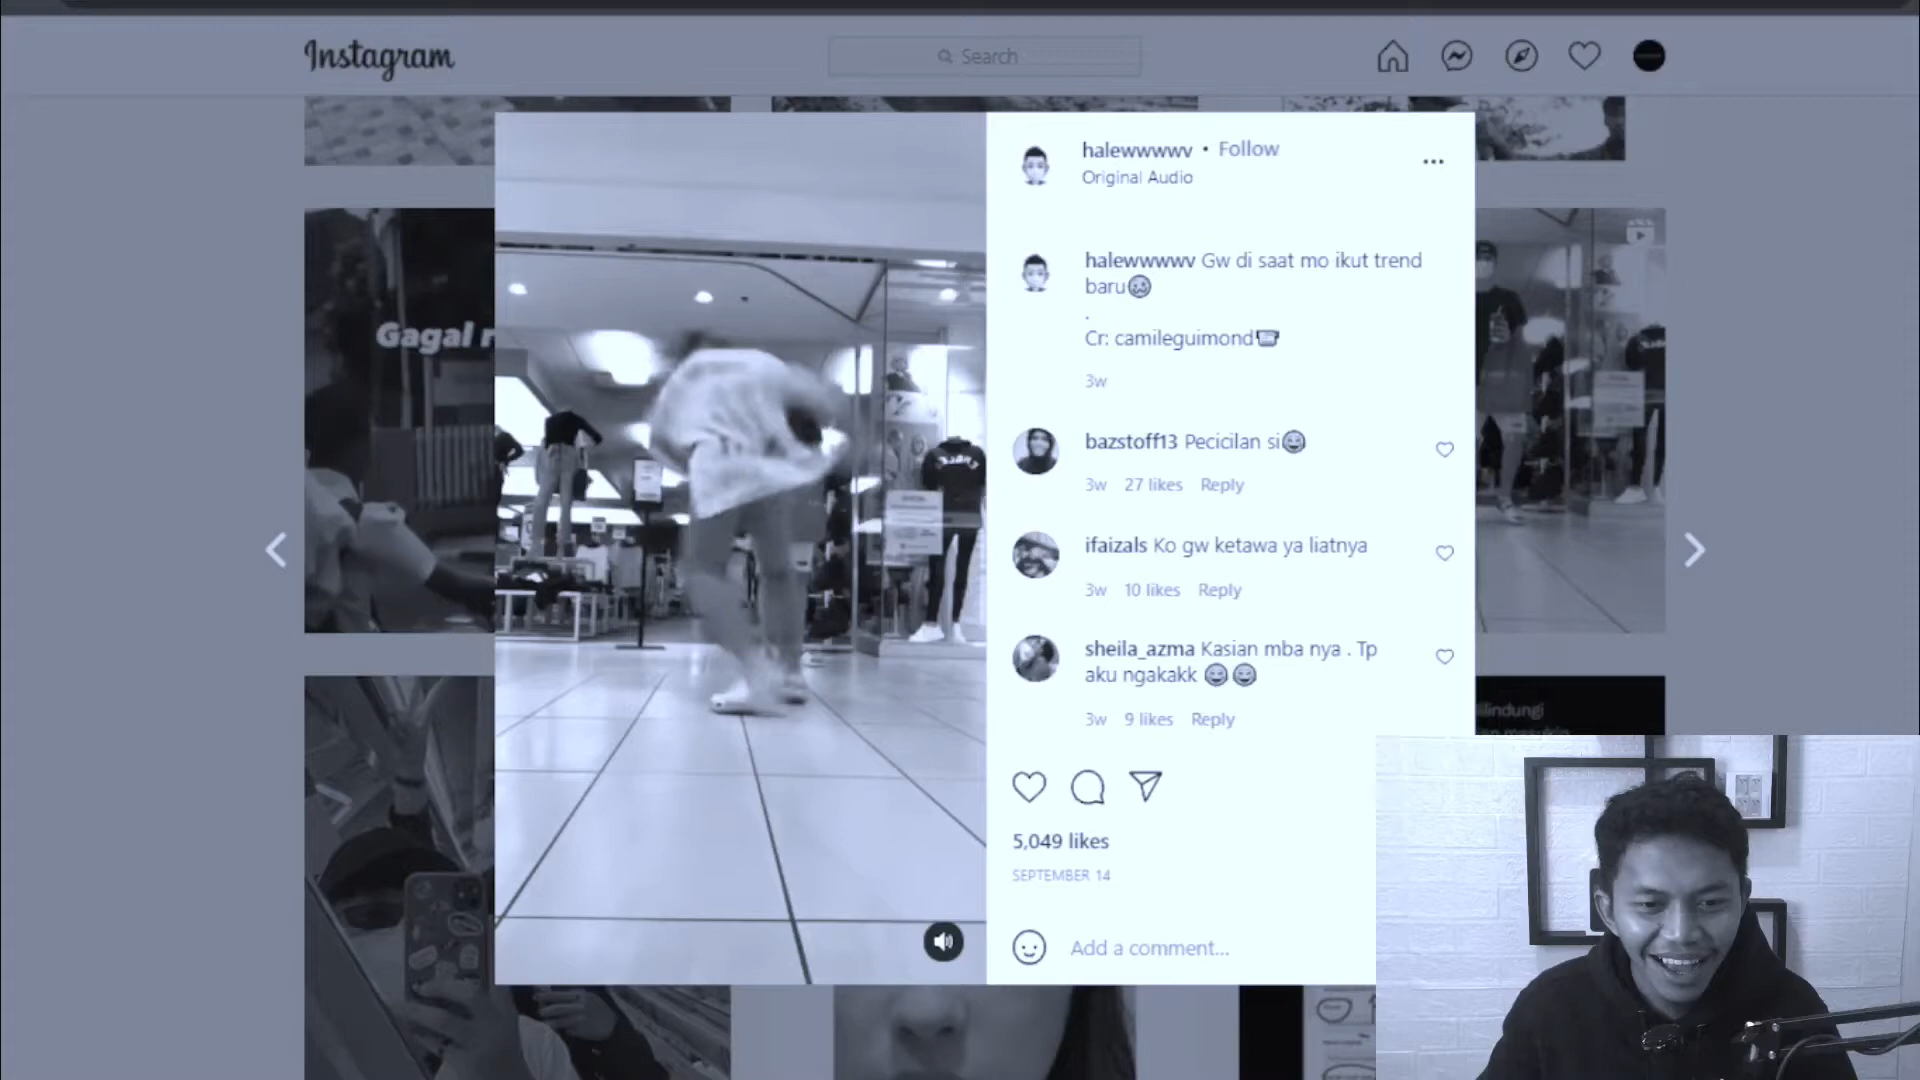 Instagram
Search
halewwwwv • Follow
Original Audio
Gagal
halewwwwv Gw di saat mo ikut trend
baru🥴
.
Cr: camileguimond
3w
bazstoff13 Pecicilan si
3w 27 likes Reply
ifaizals Ko gw ketawa ya liatnya
3w 10 likes Reply
sheila_azma Kasian mba nya . Tp
aku ngakakk 😂😂
3w 9 likes Reply
5,049 likes
SEPTEMBER 14
Add a comment...